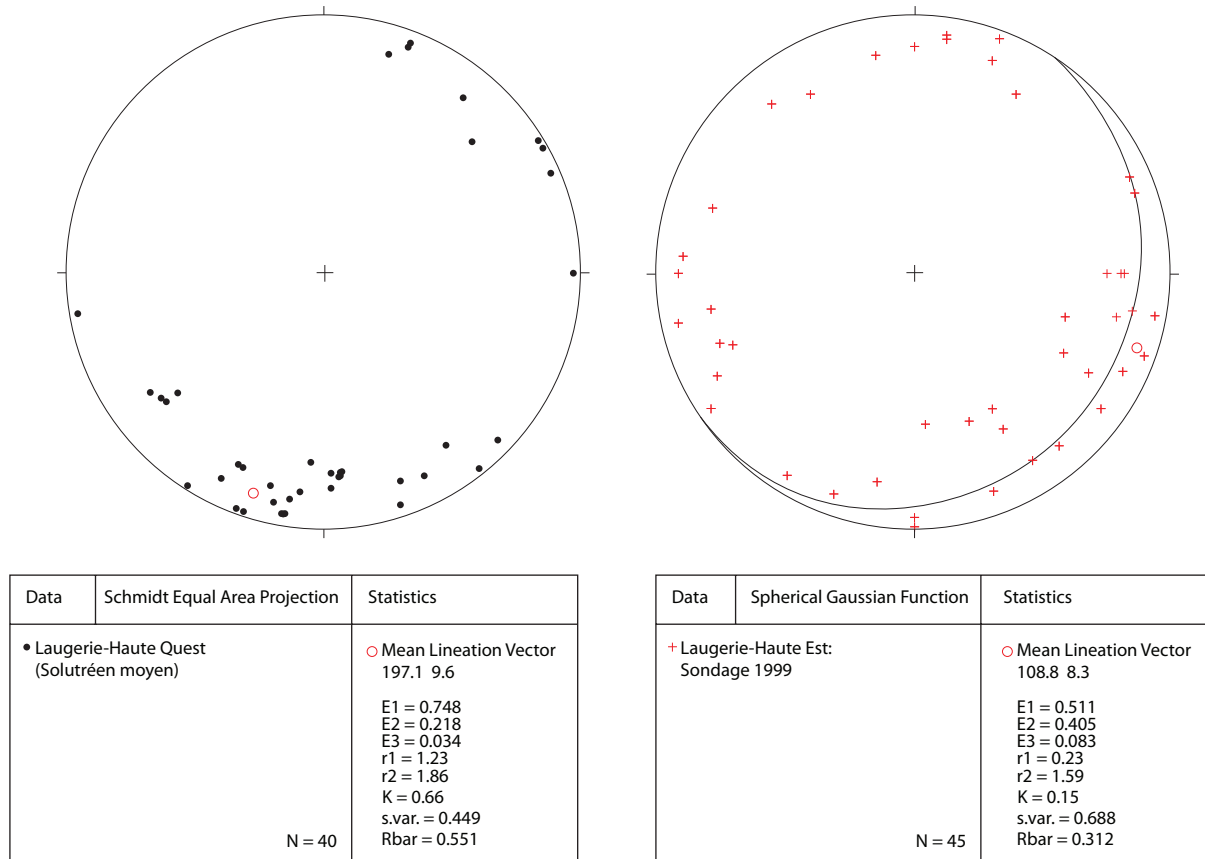 Data Schmidt Equal Area Projection Statistics
Laugerie-Haute Quest
(Solutréen moyen)
Mean Lineation Vector
197.1 9.6
E1 = 0.748
E2 = 0.218
E3 = 0.034
r1 = 1.23
r2 = 1.86
K = 0.66
s.var. = 0.449
N = 40
Rbar = 0.551
Data Spherical Gaussian Function Statistics
Laugerie-Haute Est:
Sondage 1999
Mean Lineation Vector
108.8 8.3
E1 = 0.511
E2 = 0.405
E3 = 0.083
r1 = 0.23
r2 = 1.59
K = 0.15
s.var. = 0.688
N = 45
Rbar = 0.312